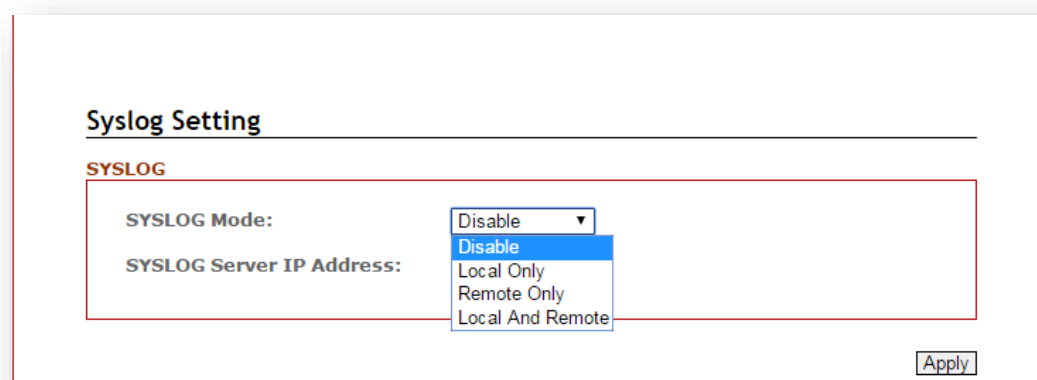 Syslog Setting
SYSLOG
SYSLOG Mode: Disable
Disable
SYSLOG Server IP Address:
Local Only
Remote Only
Local And Remote
Apply